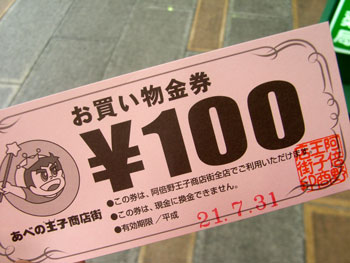 お買い物金券
¥100
あべの王子商店街
●この券は、阿倍野王子商店街全店でご利用いただけます。
●この券は、現金に換金できません。
●有効期限／平成 21.7.31